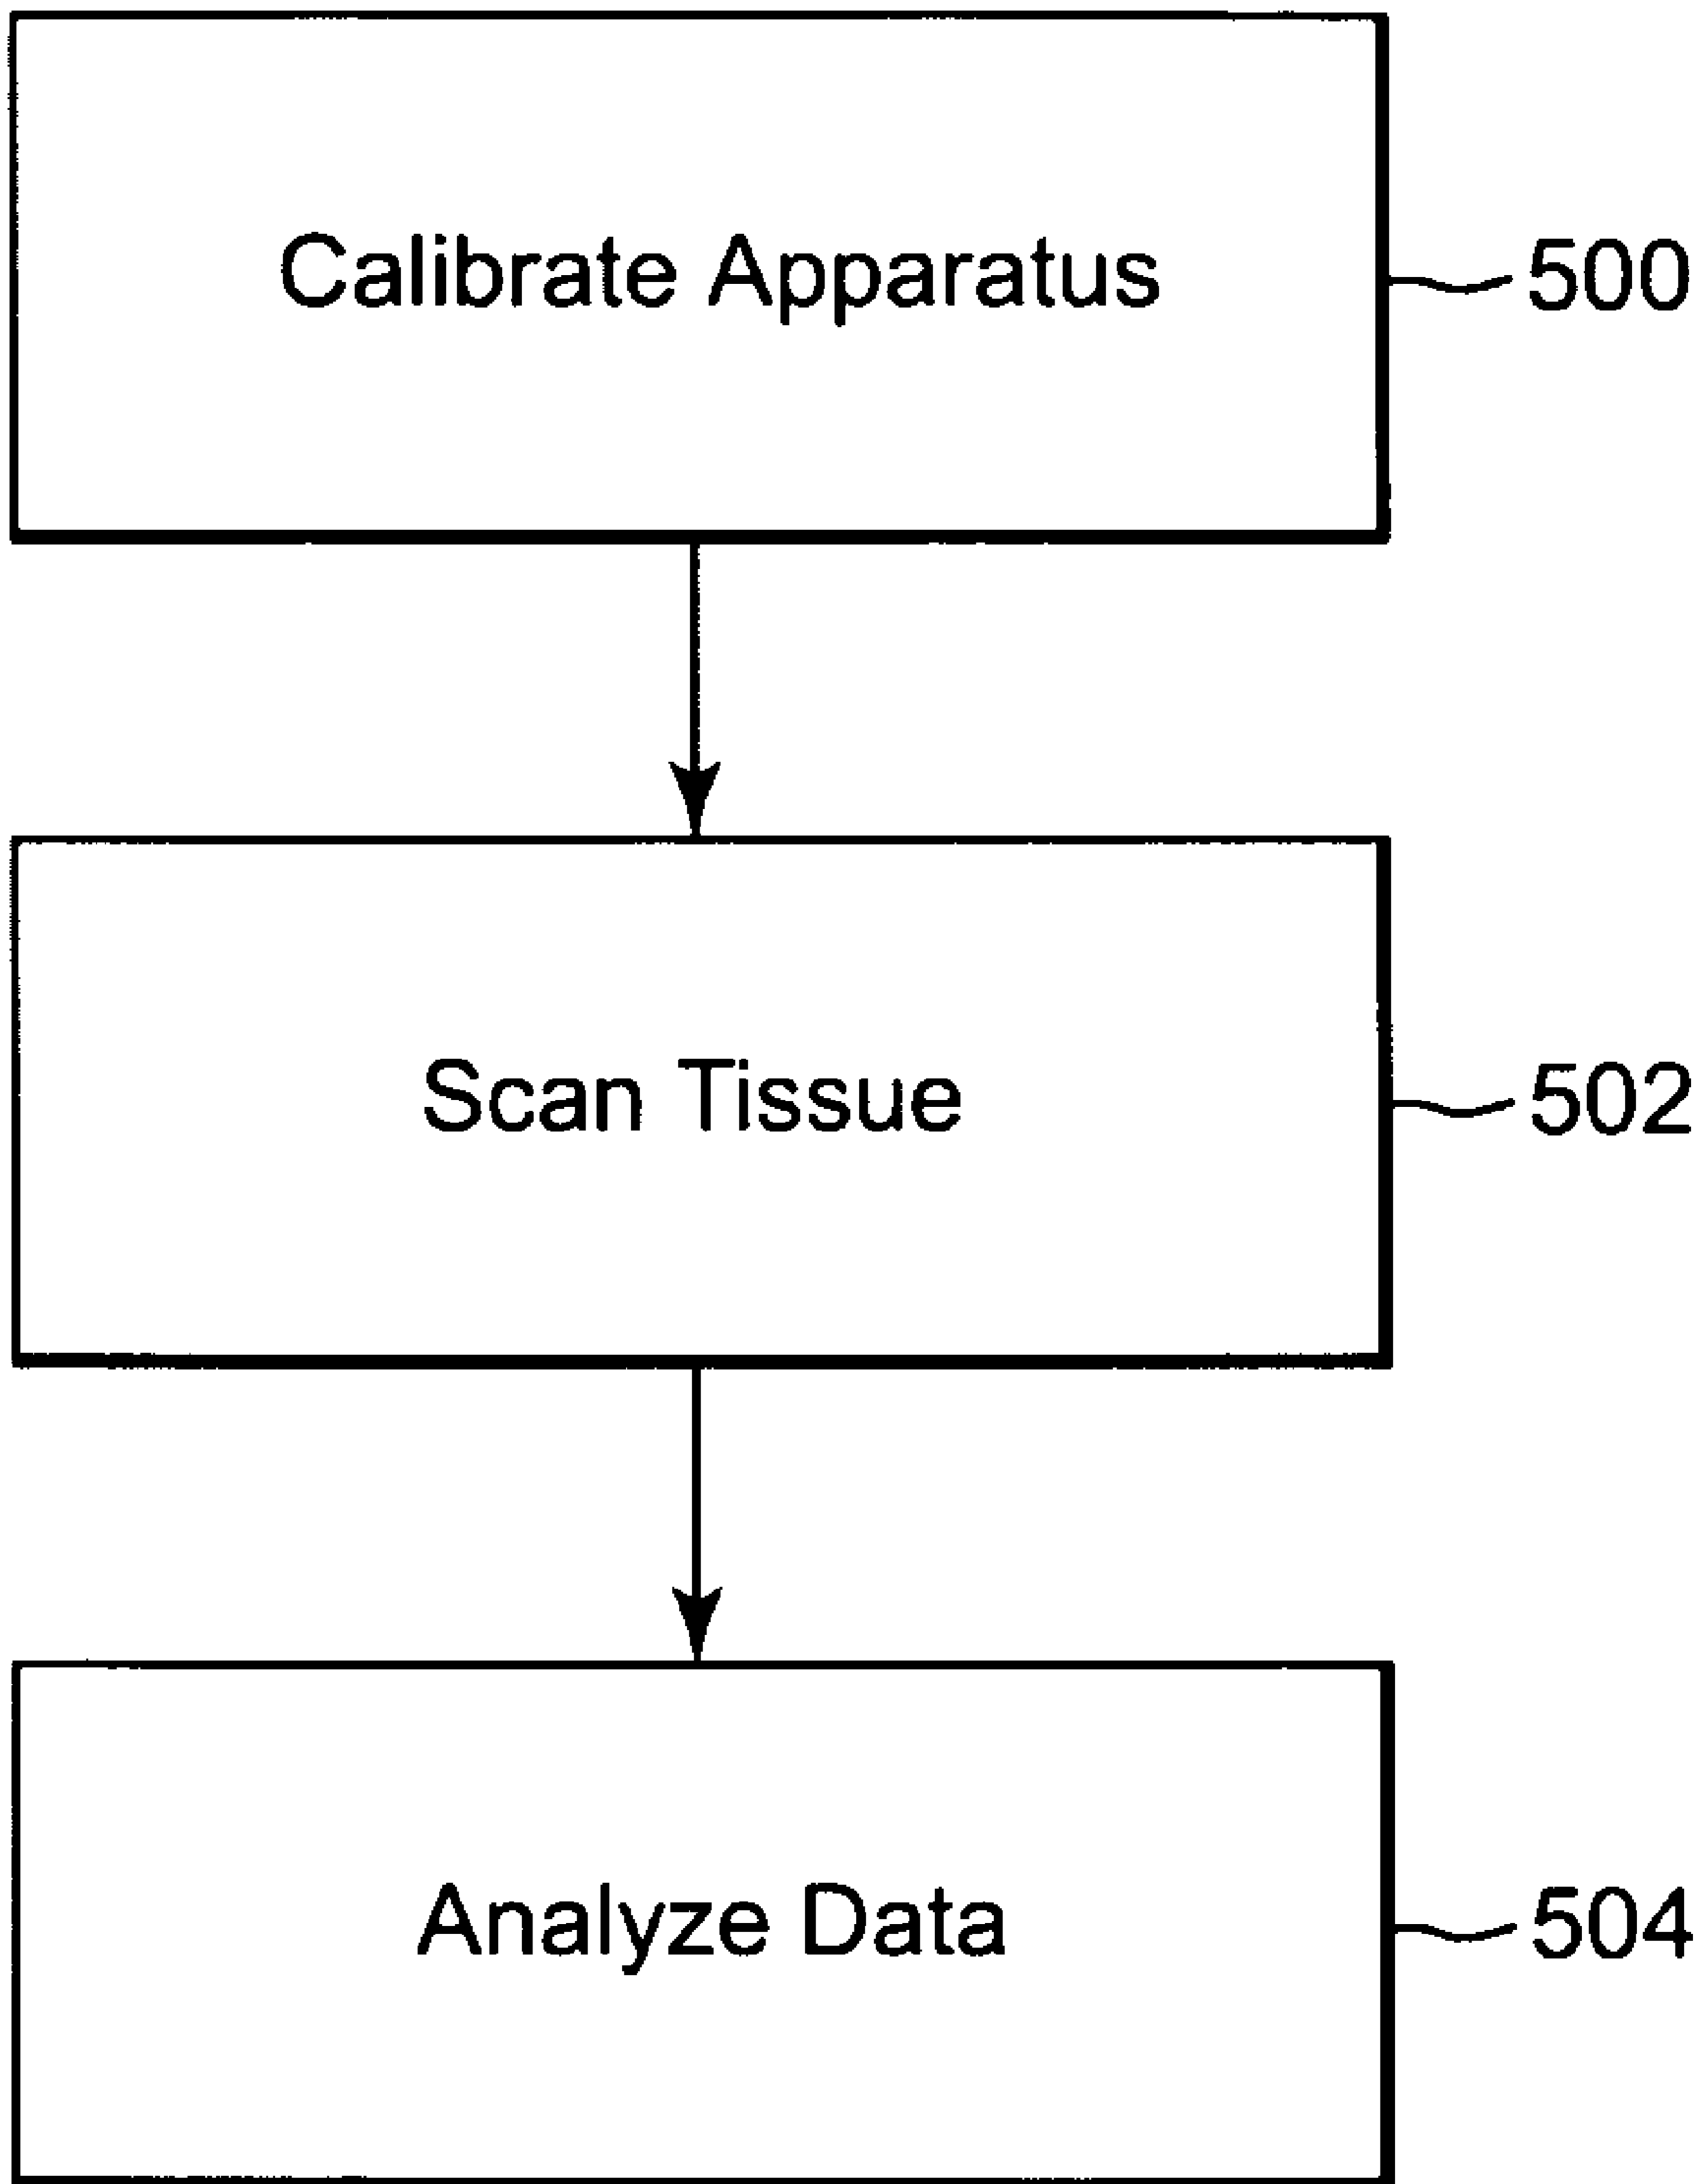 Calibrate Apparatus
500
Scan Tissue
502
Analyze Data
504